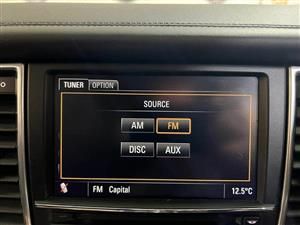 TUNER OPTION
SOURCE
AM FM
DISC AUX
FM Capital 12.5°C